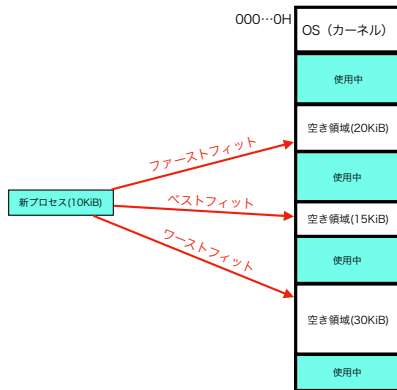 000…0H
OS（カーネル）
使用中
空き領域(20KiB)
ファーストフィット
使用中
新プロセス(10KiB)
ベストフィット
空き領域(15KiB)
使用中
ワーストフィット
空き領域(30KiB)
使用中